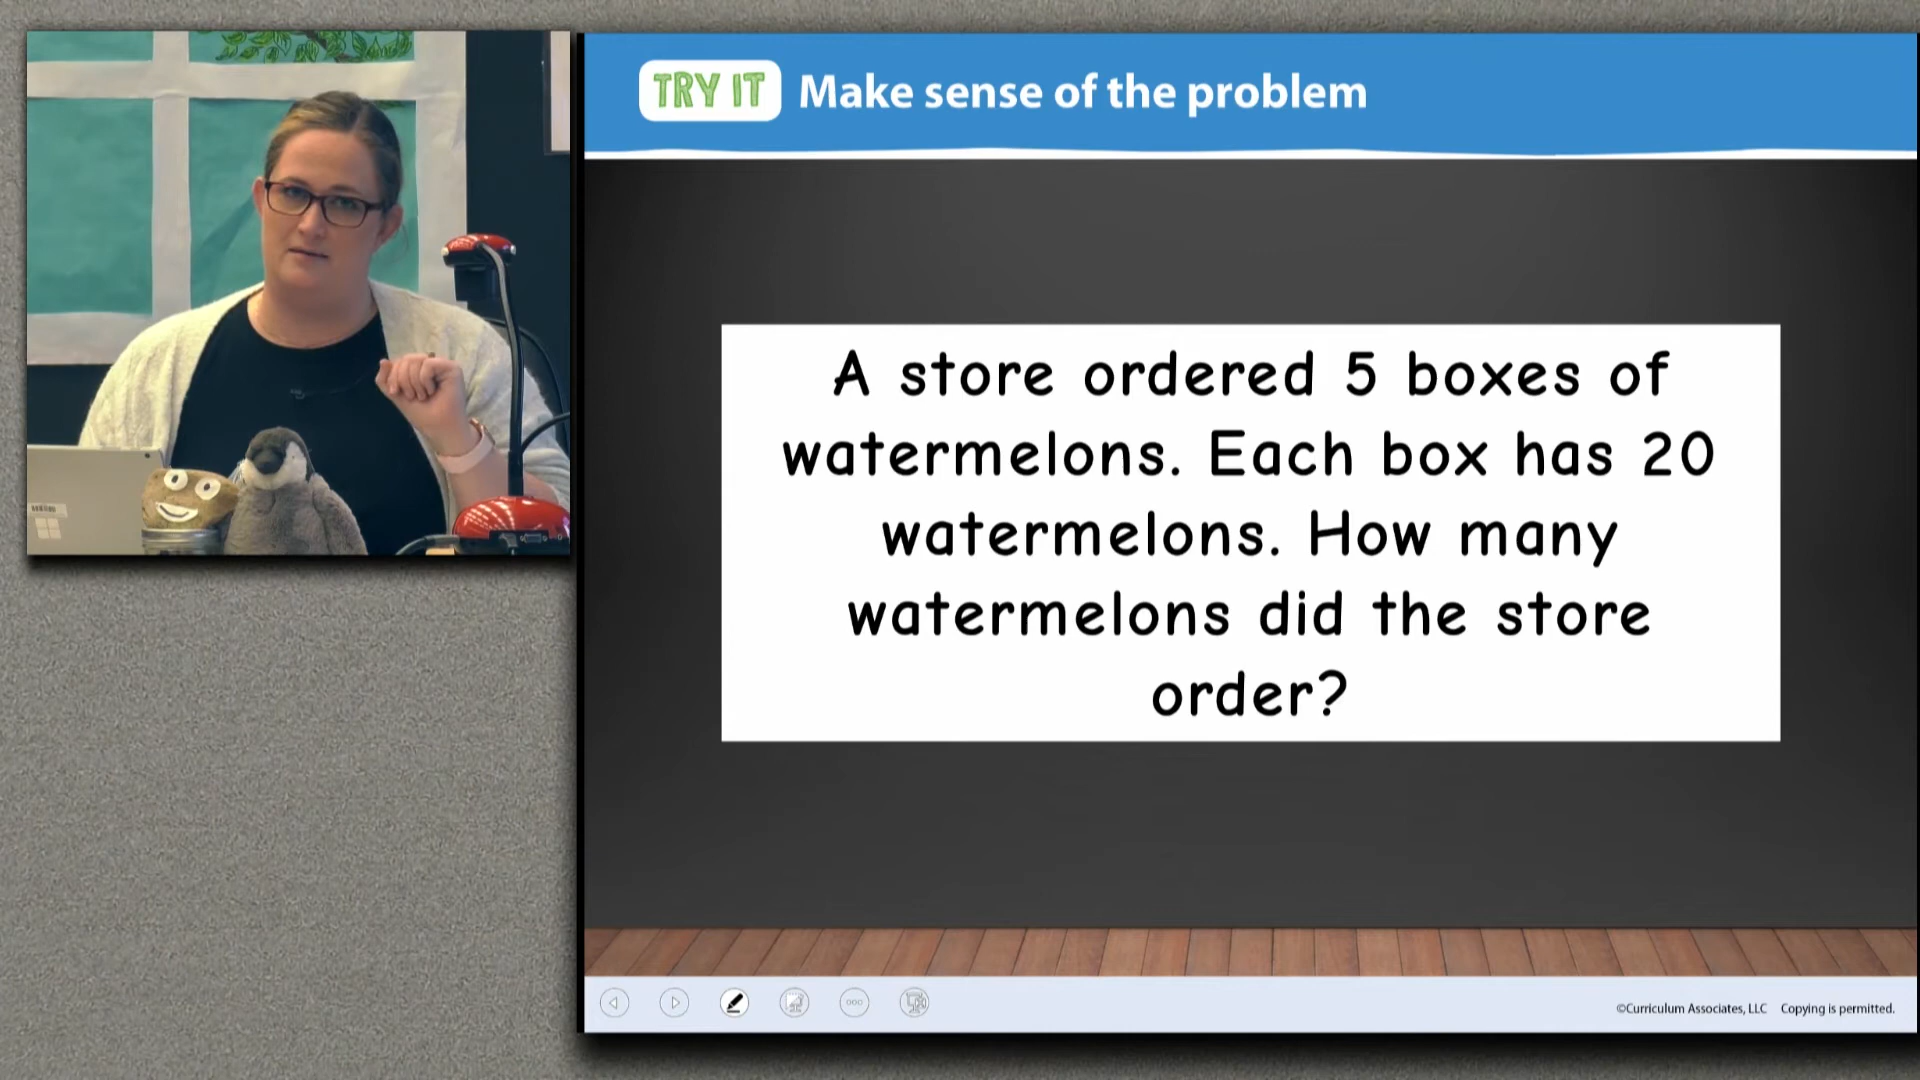 TRY IT Make sense of the problem
A store ordered 5 boxes of
watermelons. Each box has 20
watermelons. How many
watermelons did the store
order?
©Curriculum Associates, LLC Copying is permitted.